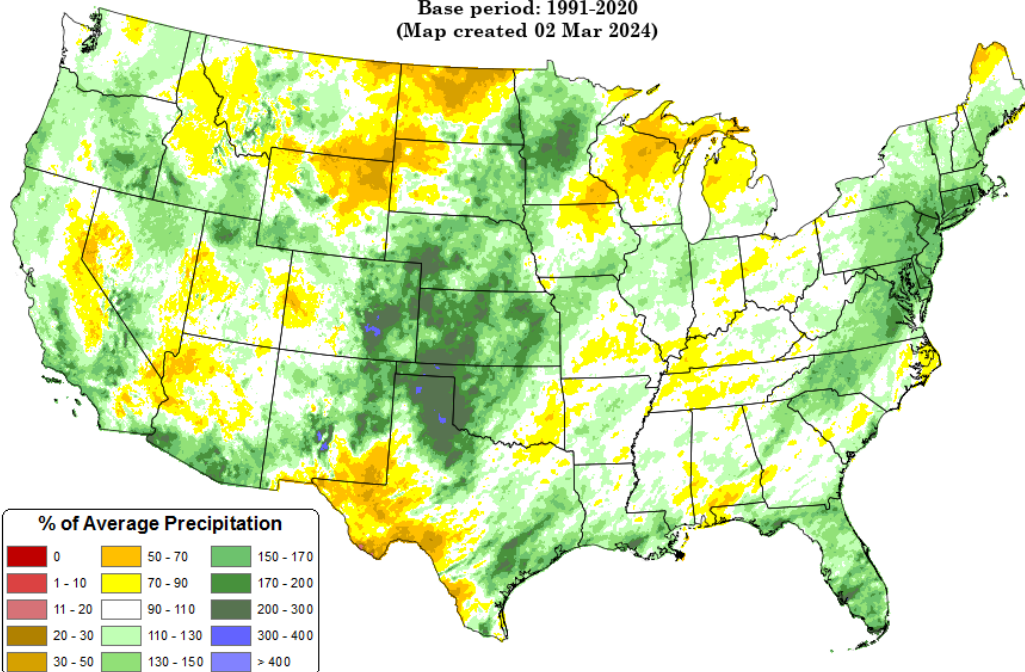 Base period: 1991-2020
(Map created 02 Mar 2024)
% of Average Precipitation
0
50 - 70
150 - 170
1 - 10
70 - 90
170 - 200
11 - 20
90 - 110
200 - 300
20 - 30
110 - 130
300 - 400
30 - 50
130 - 150
> 400